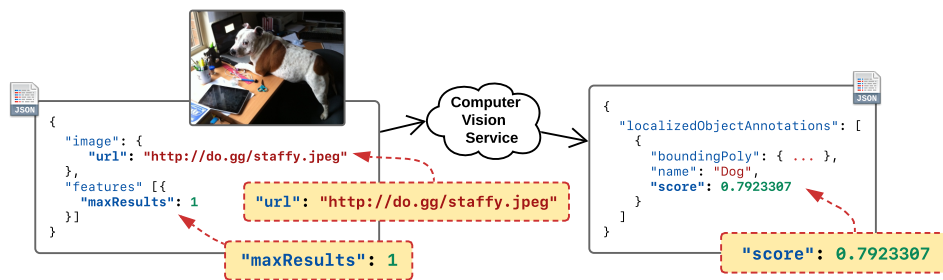 JSON
{
"image": {
"url": "http://do.gg/staffy.jpeg"
},
"features" [{
"maxResults": 1
}]
}
"url": "http://do.gg/staffy.jpeg"
"maxResults": 1
Computer
Vision
Service
JSON
{
"localizedObjectAnnotations": [
{
"boundingPoly": { ... },
"name": "Dog",
"score": 0.7923307
}
]
}
"score": 0.7923307